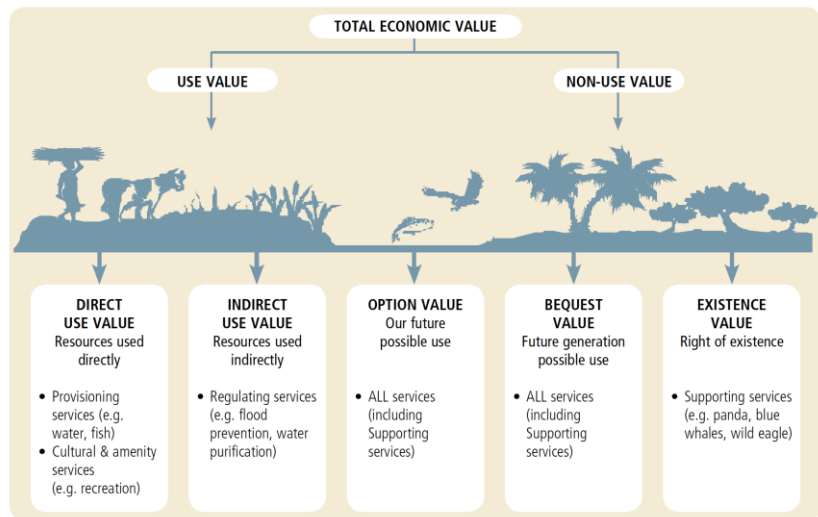 TOTAL ECONOMIC VALUE
USE VALUE
NON-USE VALUE
DIRECT
USE VALUE
Resources used
directly
• Provisioning
services (e.g.
water, fish)
• Cultural & amenity
services
(e.g. recreation)
INDIRECT
USE VALUE
Resources used
indirectly
• Regulating services
(e.g. flood
prevention, water
purification)
OPTION VALUE
Our future
possible use
• ALL services
(including
Supporting
services)
BEQUEST
VALUE
Future generation
possible use
• ALL services
(including
Supporting
services)
EXISTENCE
VALUE
Right of existence
• Supporting services
(e.g. panda, blue
whales, wild eagle)